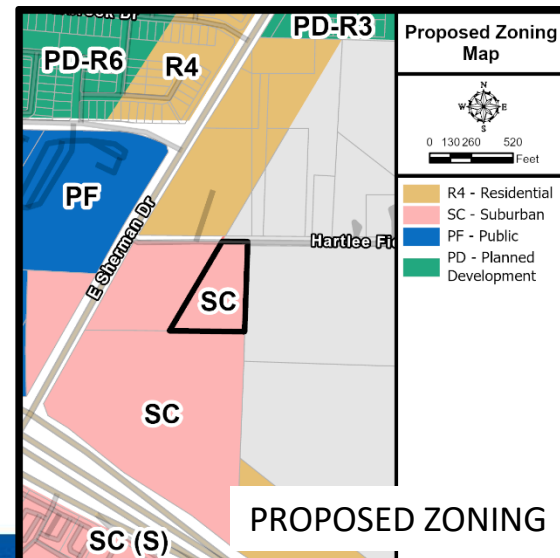 PD-R3
Proposed Zoning
Map
PD-R6
R4
N
W E
S
0 130 260 520
Feet
R4 - Residential
SC - Suburban
PF - Public
PD - Planned
Development
PF
E Sherman Dr
Hartlee Fie
SC
SC
SC (S)
PROPOSED ZONING